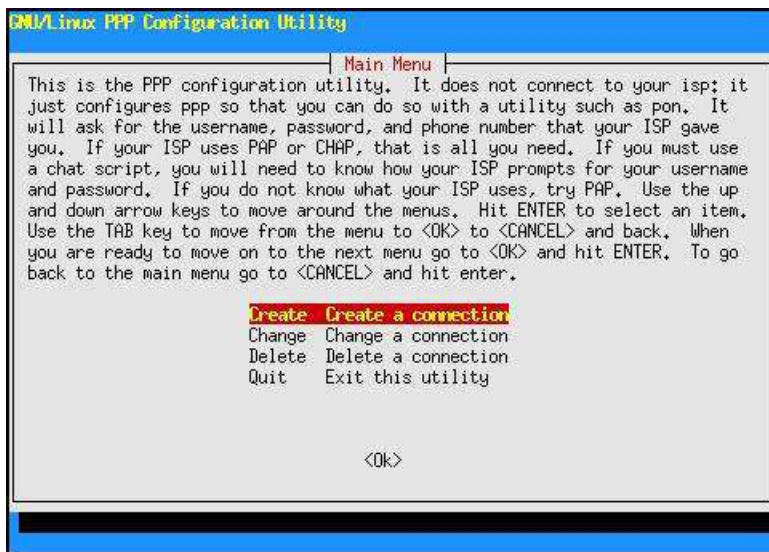 GNU/Linux PPP Configuration Utility
Main Menu
This is the PPP configuration utility.  It does not connect to your isp: it
just configures ppp so that you can do so with a utility such as pon.  It
will ask for the username, password, and phone number that your ISP gave
you.  If your ISP uses PAP or CHAP, that is all you need.  If you must use
a chat script, you will need to know how your ISP prompts for your username
and password.  If you do not know what your ISP uses, try PAP.  Use the up
and down arrow keys to move around the menus.  Hit ENTER to select an item.
Use the TAB key to move from the menu to <OK> to <CANCEL> and back.  When
you are ready to move on to the next menu go to <OK> and hit ENTER.  To go
back to the main menu go to <CANCEL> and hit enter.
Create  Create a connection
Change  Change a connection
Delete  Delete a connection
Quit    Exit this utility
<Ok>